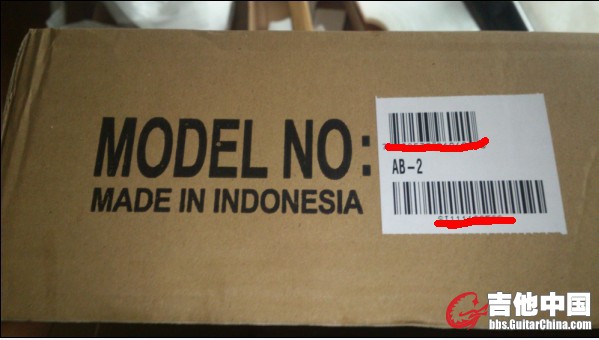 MODEL NO:
MADE IN INDONESIA
AB-2
吉他中国
bbs.GuitarChina.com